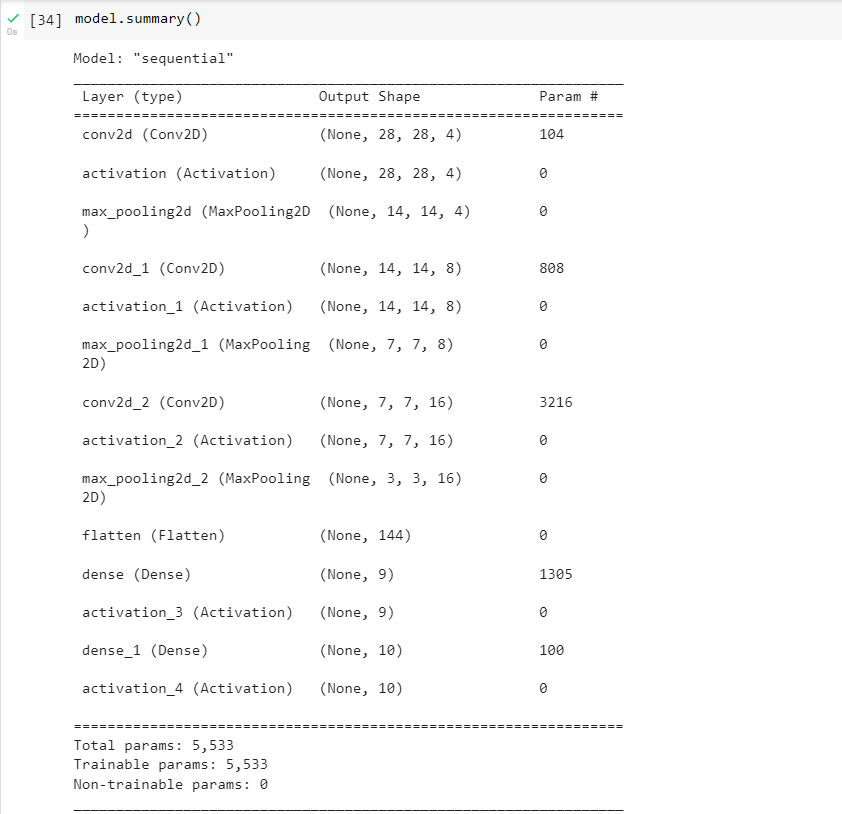 [34] model.summary()
0s
Model: "sequential"
_________________________________________________________________
Layer (type) Output Shape Param #
=================================================================
conv2d (Conv2D) (None, 28, 28, 4) 104
activation (Activation) (None, 28, 28, 4) 0
max_pooling2d (MaxPooling2D (None, 14, 14, 4) 0
)
conv2d_1 (Conv2D) (None, 14, 14, 8) 808
activation_1 (Activation) (None, 14, 14, 8) 0
max_pooling2d_1 (MaxPooling (None, 7, 7, 8) 0
2D)
conv2d_2 (Conv2D) (None, 7, 7, 16) 3216
activation_2 (Activation) (None, 7, 7, 16) 0
max_pooling2d_2 (MaxPooling (None, 3, 3, 16) 0
2D)
flatten (Flatten) (None, 144) 0
dense (Dense) (None, 9) 1305
activation_3 (Activation) (None, 9) 0
dense_1 (Dense) (None, 10) 100
activation_4 (Activation) (None, 10) 0
=================================================================
Total params: 5,533
Trainable params: 5,533
Non-trainable params: 0
_________________________________________________________________